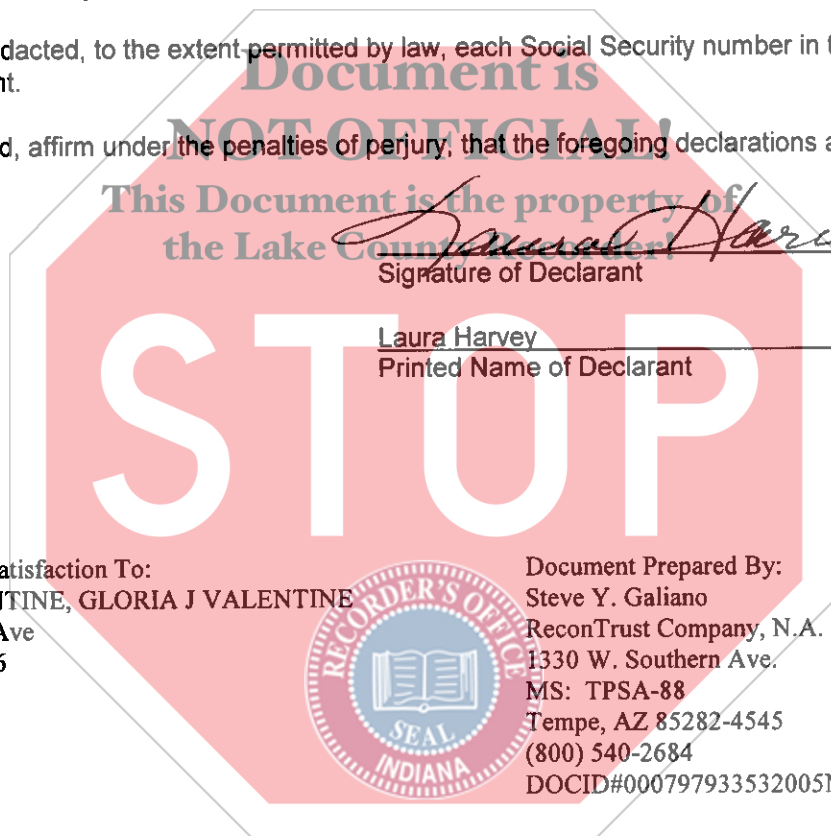 dacted, to the extent permitted by law, each Social Security number in t
nt.
d, affirm under the penalties of perjury, that the foregoing declarations a
Document is
NOT OFFICIAL!
This Document is the property of
the Lake County Recorder!
Laura Harv
Signature of Declarant
Laura Harvey
Printed Name of Declarant
STOP
atisfaction To:
NTINE, GLORIA J VALENTINE
Ave
6
RECORDER'S OFFICE
SEAL
INDIANA
Document Prepared By:
Steve Y. Galiano
ReconTrust Company, N.A.
1330 W. Southern Ave.
MS: TPSA-88
Tempe, AZ 85282-4545
(800) 540-2684
DOCID#000797933532005N